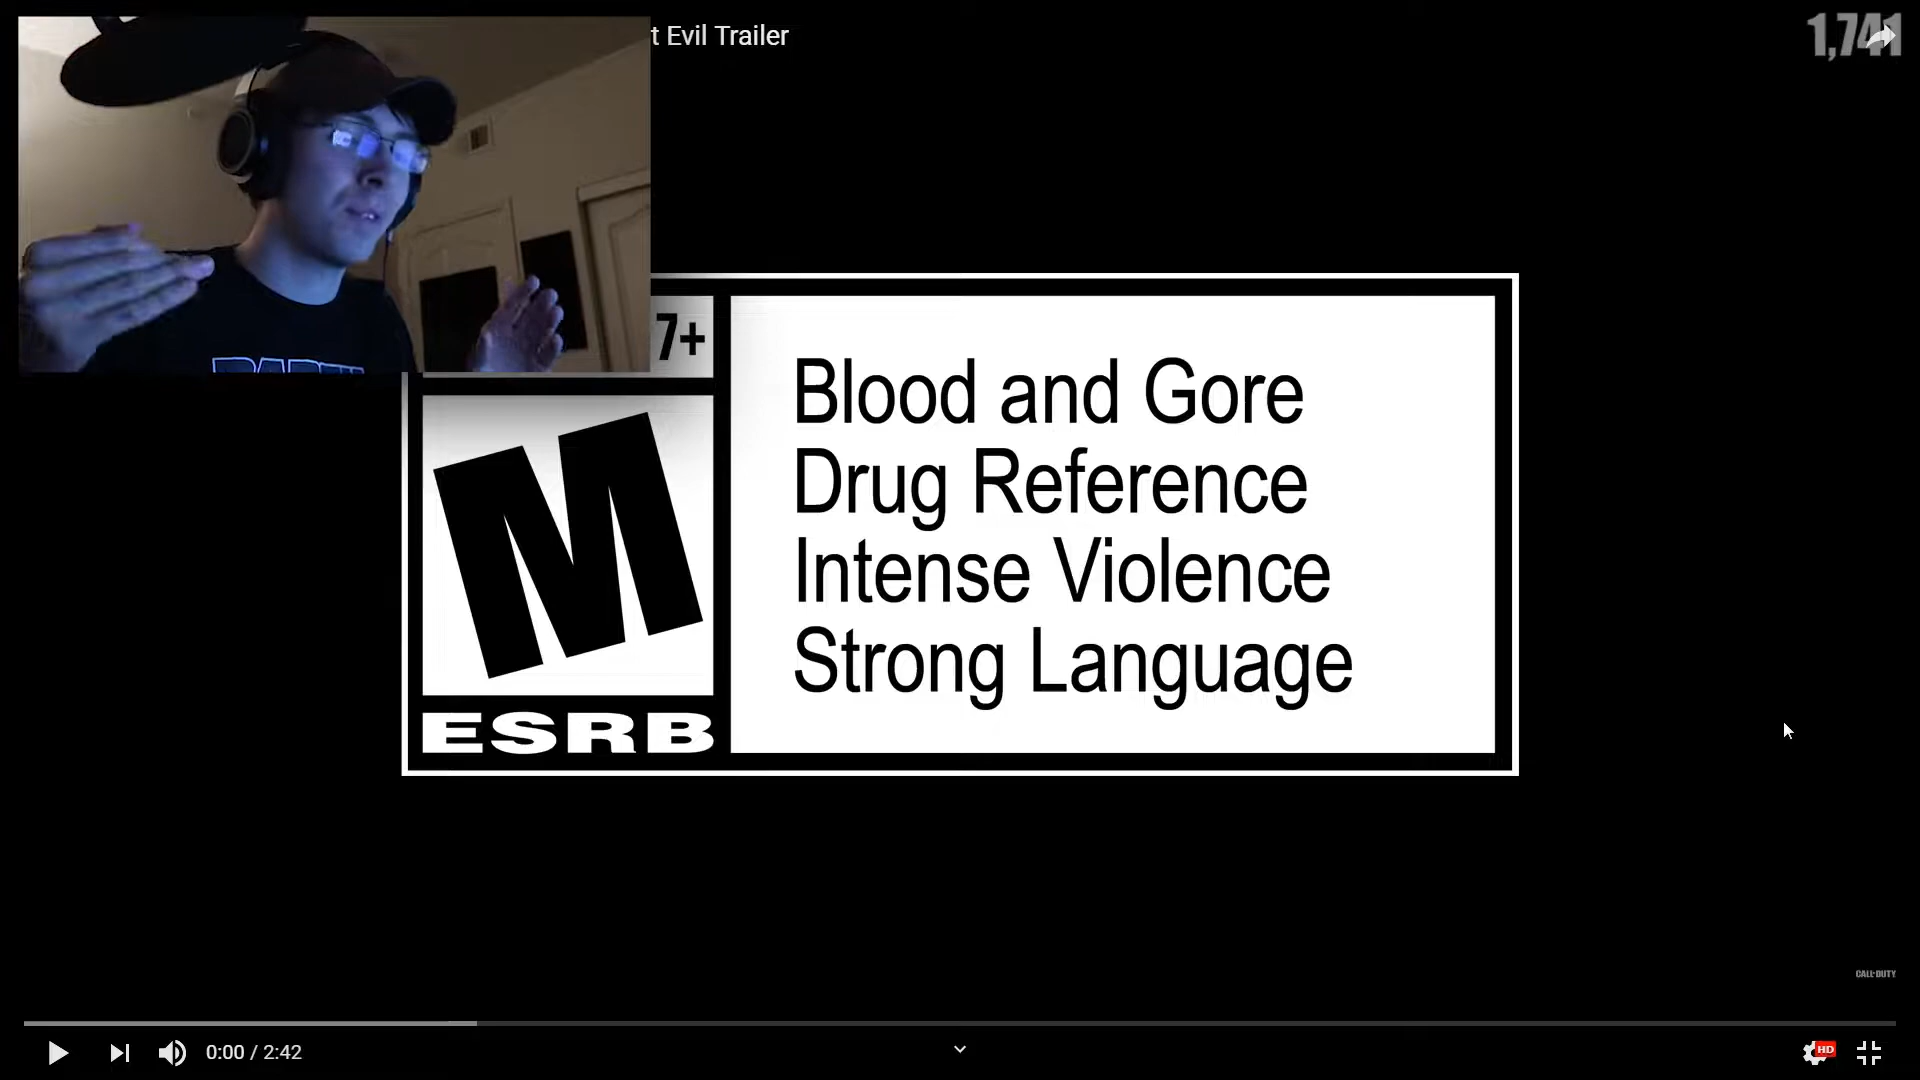 t Evil Trailer
1,741
7+
Blood and Gore
Drug Reference
Intense Violence
Strong Language
M
ESRB
CALL OF DUTY
0:00 / 2:42
HD